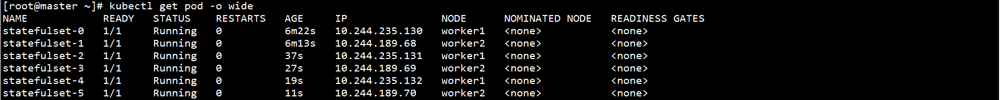 [root@master ~]# kubectl get pod -o wide
NAME READY STATUS RESTARTS AGE IP NODE NOMINATED NODE READINESS GATES
statefulset-0 1/1 Running 0 6m22s 10.244.235.130 worker1 <none> <none>
statefulset-1 1/1 Running 0 6m13s 10.244.189.68 worker2 <none> <none>
statefulset-2 1/1 Running 0 37s 10.244.235.131 worker1 <none> <none>
statefulset-3 1/1 Running 0 27s 10.244.189.69 worker2 <none> <none>
statefulset-4 1/1 Running 0 19s 10.244.235.132 worker1 <none> <none>
statefulset-5 1/1 Running 0 11s 10.244.189.70 worker2 <none> <none>